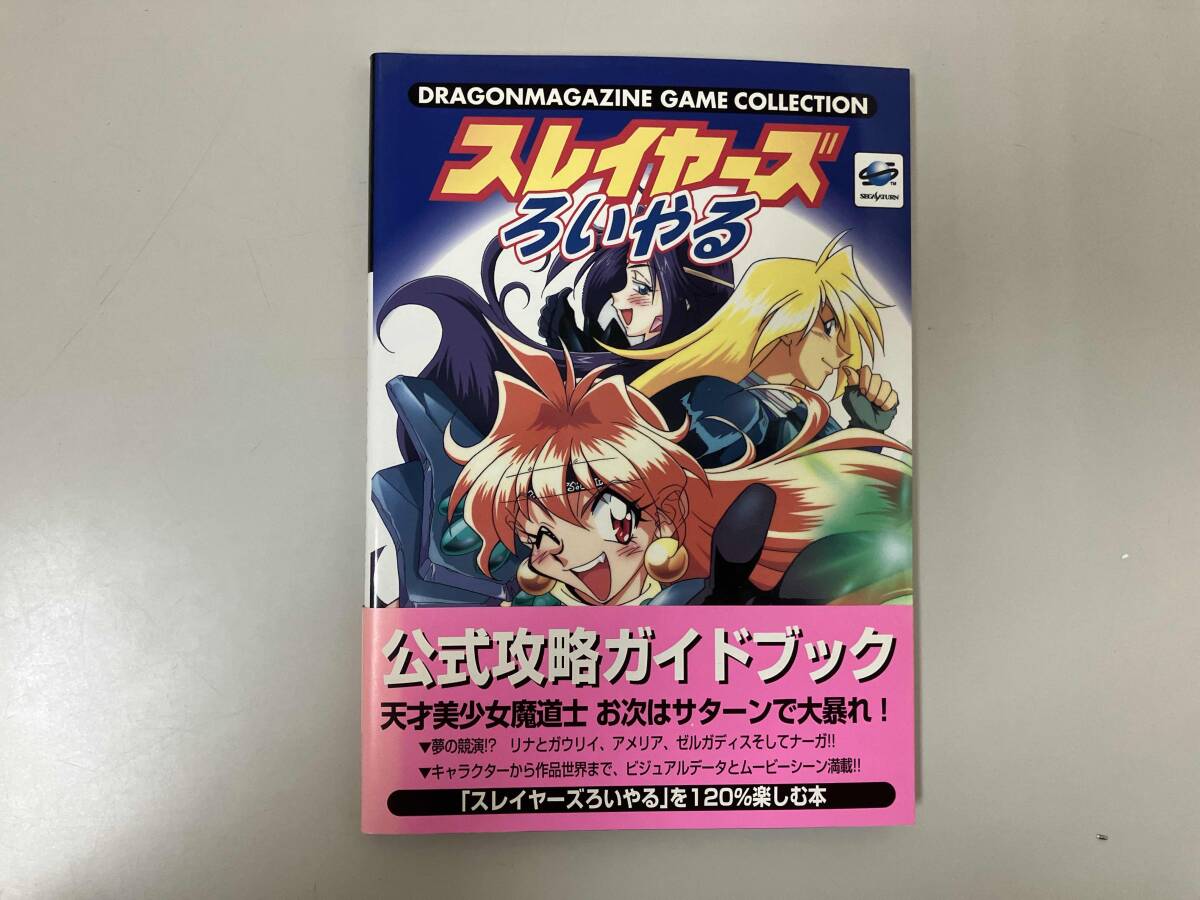 DRAGONMAGAZINE GAME COLLECTION
スレイヤーズ
ろいやる
TM
SEGA SATURN
公式攻略ガイドブック
天才美少女魔道士 お次はサターンで大暴れ!
▼夢の競演!? リナとガウリイ、アメリア、ゼルガディスそしてナーガ!!
▼キャラクターから作品世界まで、ビジュアルデータとムービーシーン満載!!
「スレイヤーズろいやる」を120%楽しむ本